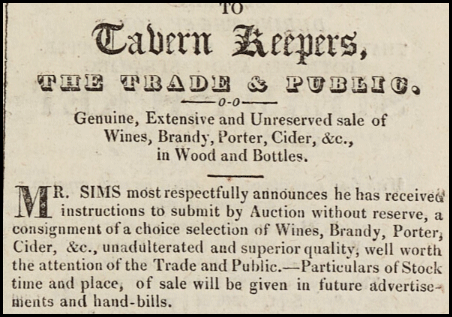 TO
Tavern Keepers,
THE TRADE & PUBLIC.
o-o
Genuine, Extensive and Unreserved sale of
Wines, Brandy, Porter, Cider, &c.,
in Wood and Bottles.
MR. SIMS most respectfully announces he has received
instructions to submit by Auction without reserve, a
consignment of a choice selection of Wines, Brandy, Porter,
Cider, &c., unadulterated and superior quality, well worth
the attention of the Trade and Public.—Particulars of Stock
time and place, of sale will be given in future advertise-
ments and hand-bills.